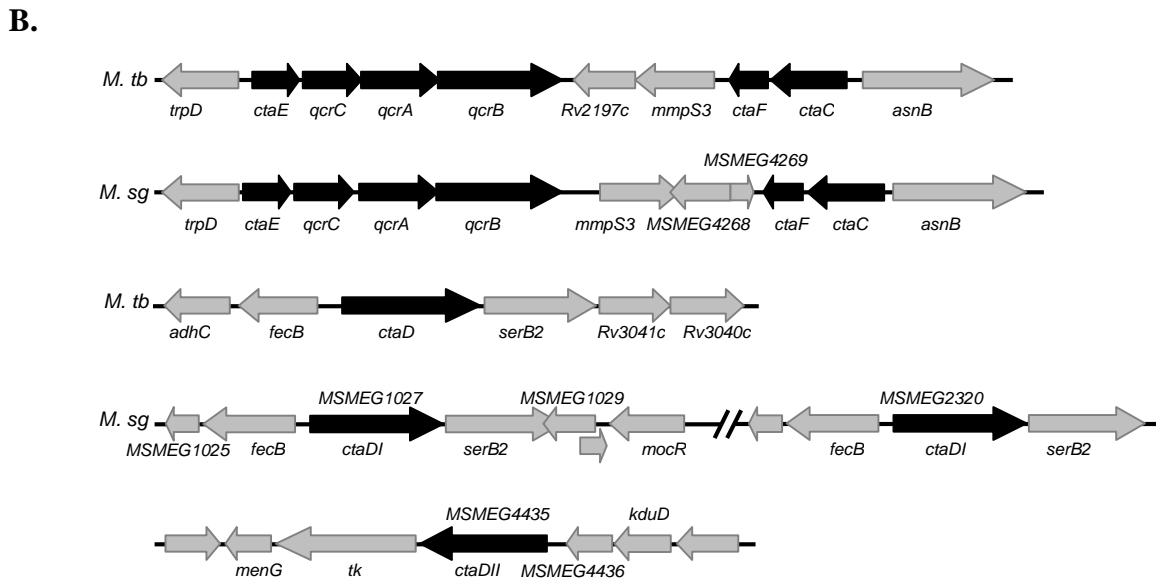 B.
M. tb
trpD ctaE qcrC qcrA qcrB Rv2197c mmpS3 ctaF ctaC asnB
MSMEG4269
M. sg
trpD ctaE qcrC qcrA qcrB mmpS3 MSMEG4268 ctaF ctaC asnB
M. tb
adhC fecB ctaD serB2 Rv3041c Rv3040c
MSMEG1027 MSMEG1029 MSMEG2320
M. sg
MSMEG1025 fecB ctaDI serB2 mocR fecB ctaDI serB2
MSMEG4435 kduD
menG tk ctaDII MSMEG4436